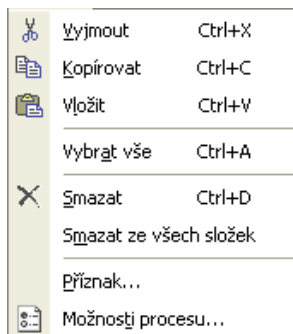 Vyjmout Ctrl+X
Kopírovat Ctrl+C
Vložit Ctrl+V
Vybrat vše Ctrl+A
Smazat Ctrl+D
Smazat ze všech složek
Příznak...
Možnosti procesu...